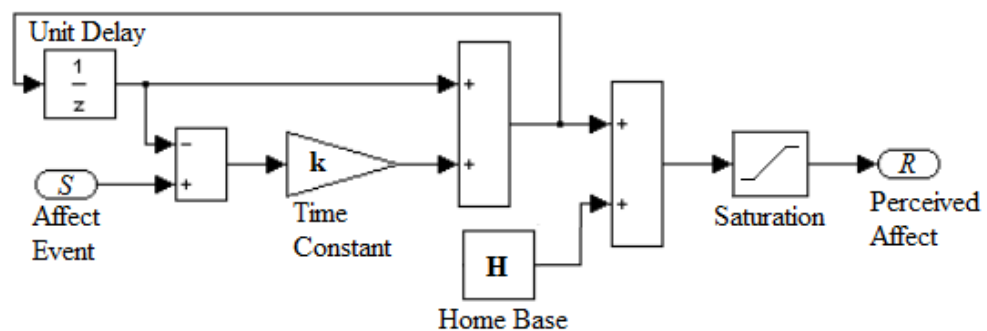 Unit Delay
1
z
+
+
−
+
S
Affect
Event
k
Time
Constant
H
Home Base
+
+
Saturation
R
Perceived
Affect